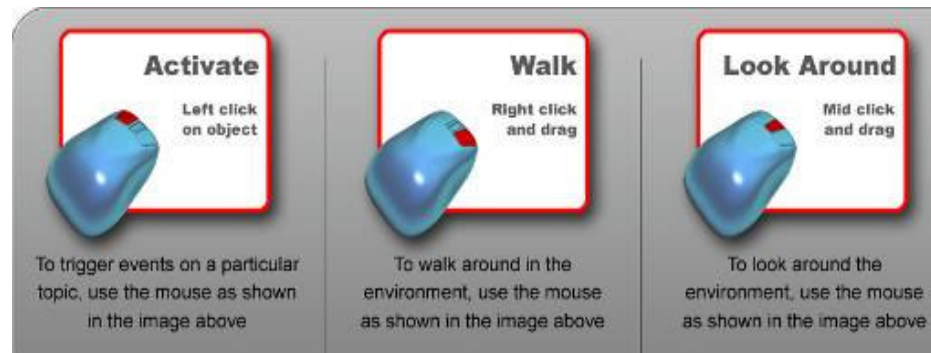 Activate
Left click
on object
To trigger events on a particular
topic, use the mouse as shown
in the image above
Walk
Right click
and drag
To walk around in the
environment, use the mouse
as shown in the image above
Look Around
Mid click
and drag
To look around the
environment, use the mouse
as shown in the image above